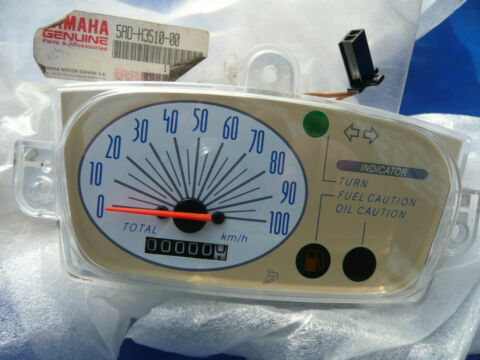 YAMAHA
GENUINE
Parts & Accessories
YAMAHA MOTOR ESPAÑA S.A.
5AD-H3510-00
0
10
20
30
40
50
60
70
80
90
100
TOTAL
km/h
00000
INDICATOR
TURN
FUEL CAUTION
OIL CAUTION